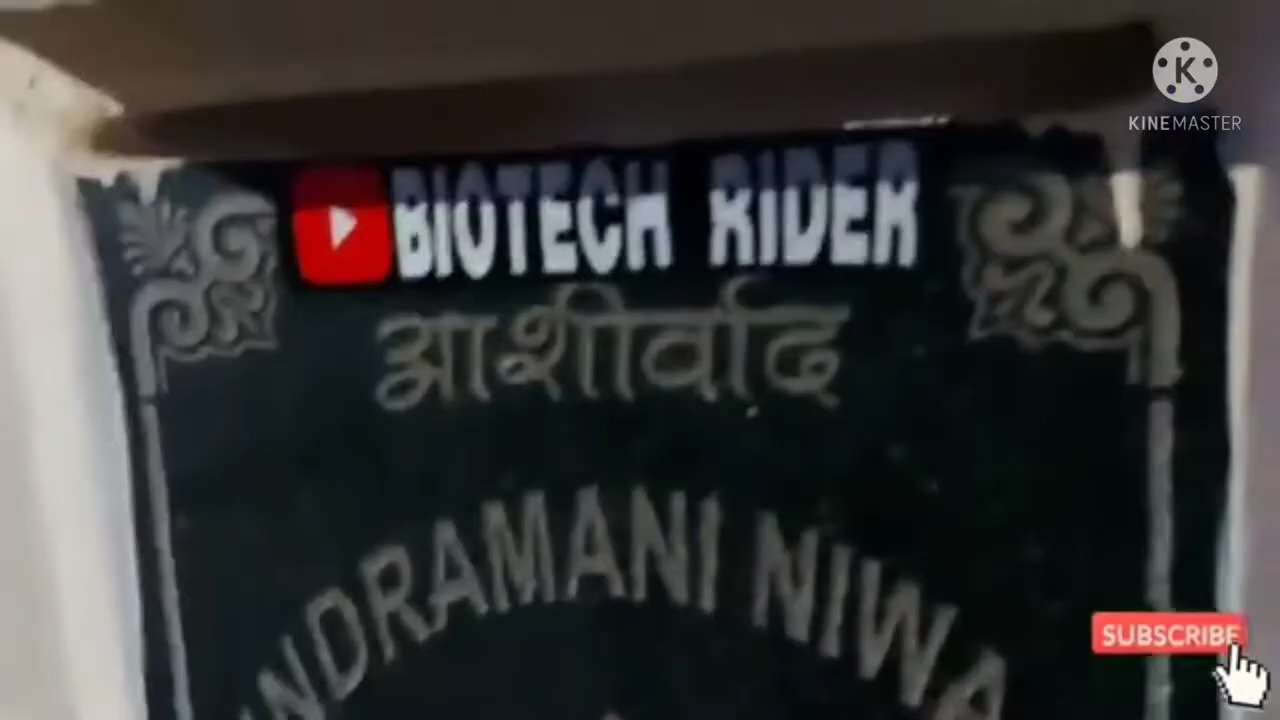 KINEMASTER
BIOTECH RIDER
आशीर्वाद
NDRAMANI NIWA
SUBSCRIBE